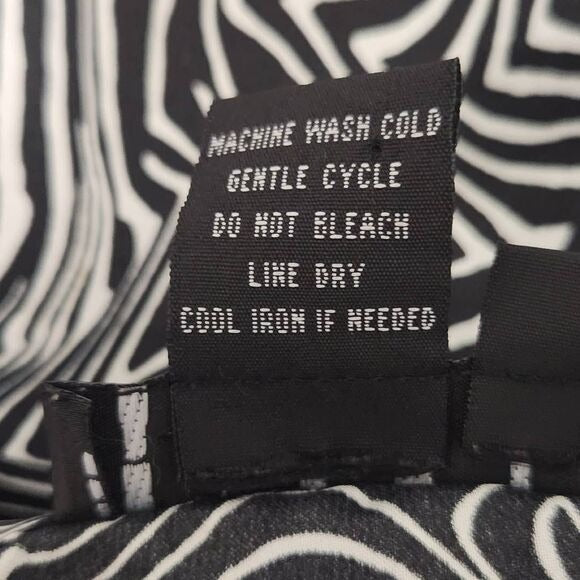 MACHINE WASH COLD
GENTLE CYCLE
DO NOT BLEACH
LINE DRY
COOL IRON IF NEEDED